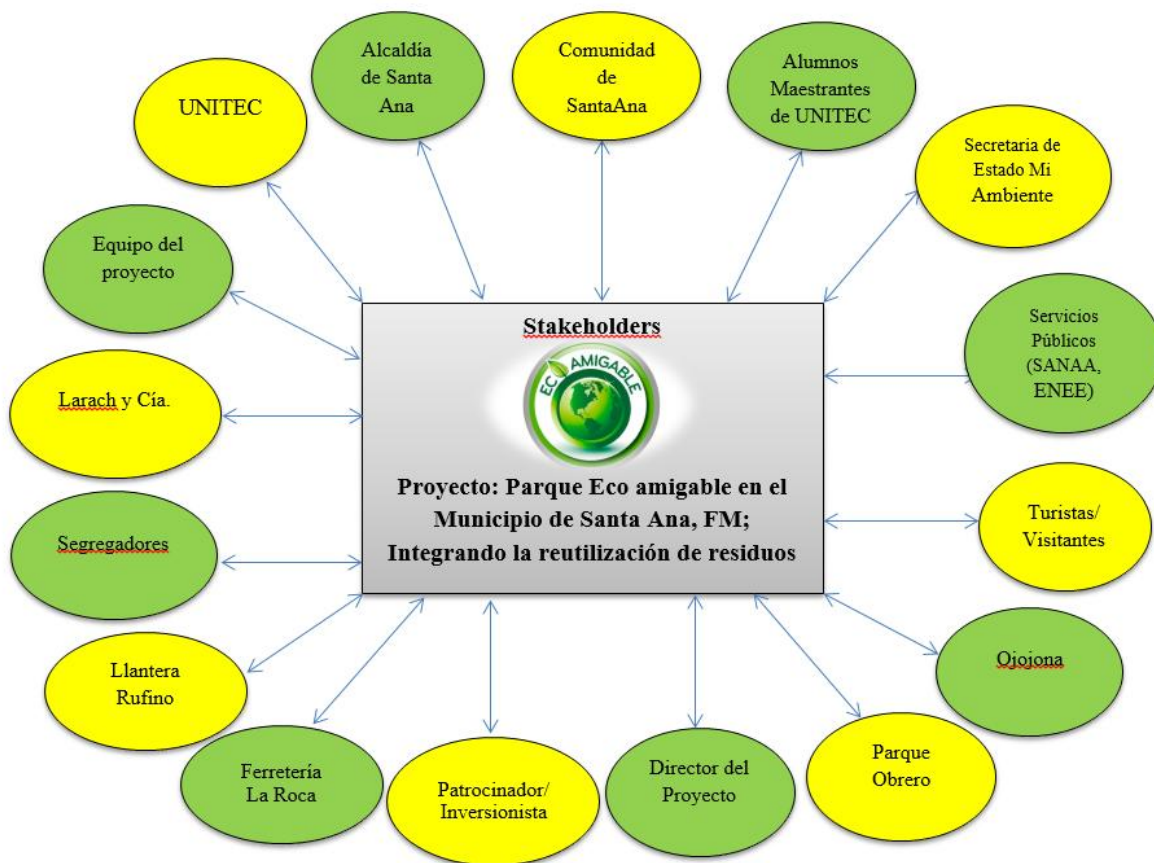 UNITEC
Alcaldía
de Santa
Ana
Comunidad
de
SantaAna
Alumnos
Maestrantes
de UNITEC
Secretaria de
Estado Mi
Ambiente
Equipo del
proyecto
Servicios
Públicos
(SANAA,
ENEE)
Larach y Cía.
Stakeholders
ECO AMIGABLE
Proyecto: Parque Eco amigable en el
Municipio de Santa Ana, FM;
Integrando la reutilización de residuos
Turistas/
Visitantes
Segregadores
Ojojona
Llantera
Rufino
Ferretería
La Roca
Patrocinador/
Inversionista
Director del
Proyecto
Parque
Obrero